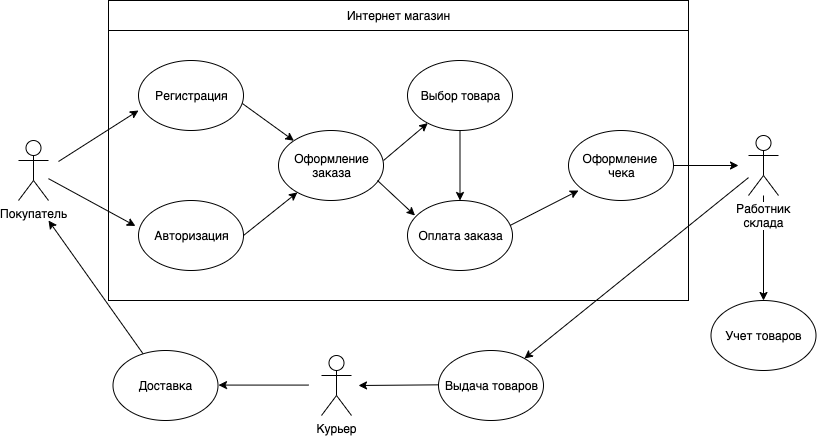 Интернет магазин
Регистрация
Выбор товара
Оформление
заказа
Оформление
чека
Покупатель
Авторизация
Оплата заказа
Работник
склада
Учет товаров
Доставка
Курьер
Выдача товаров